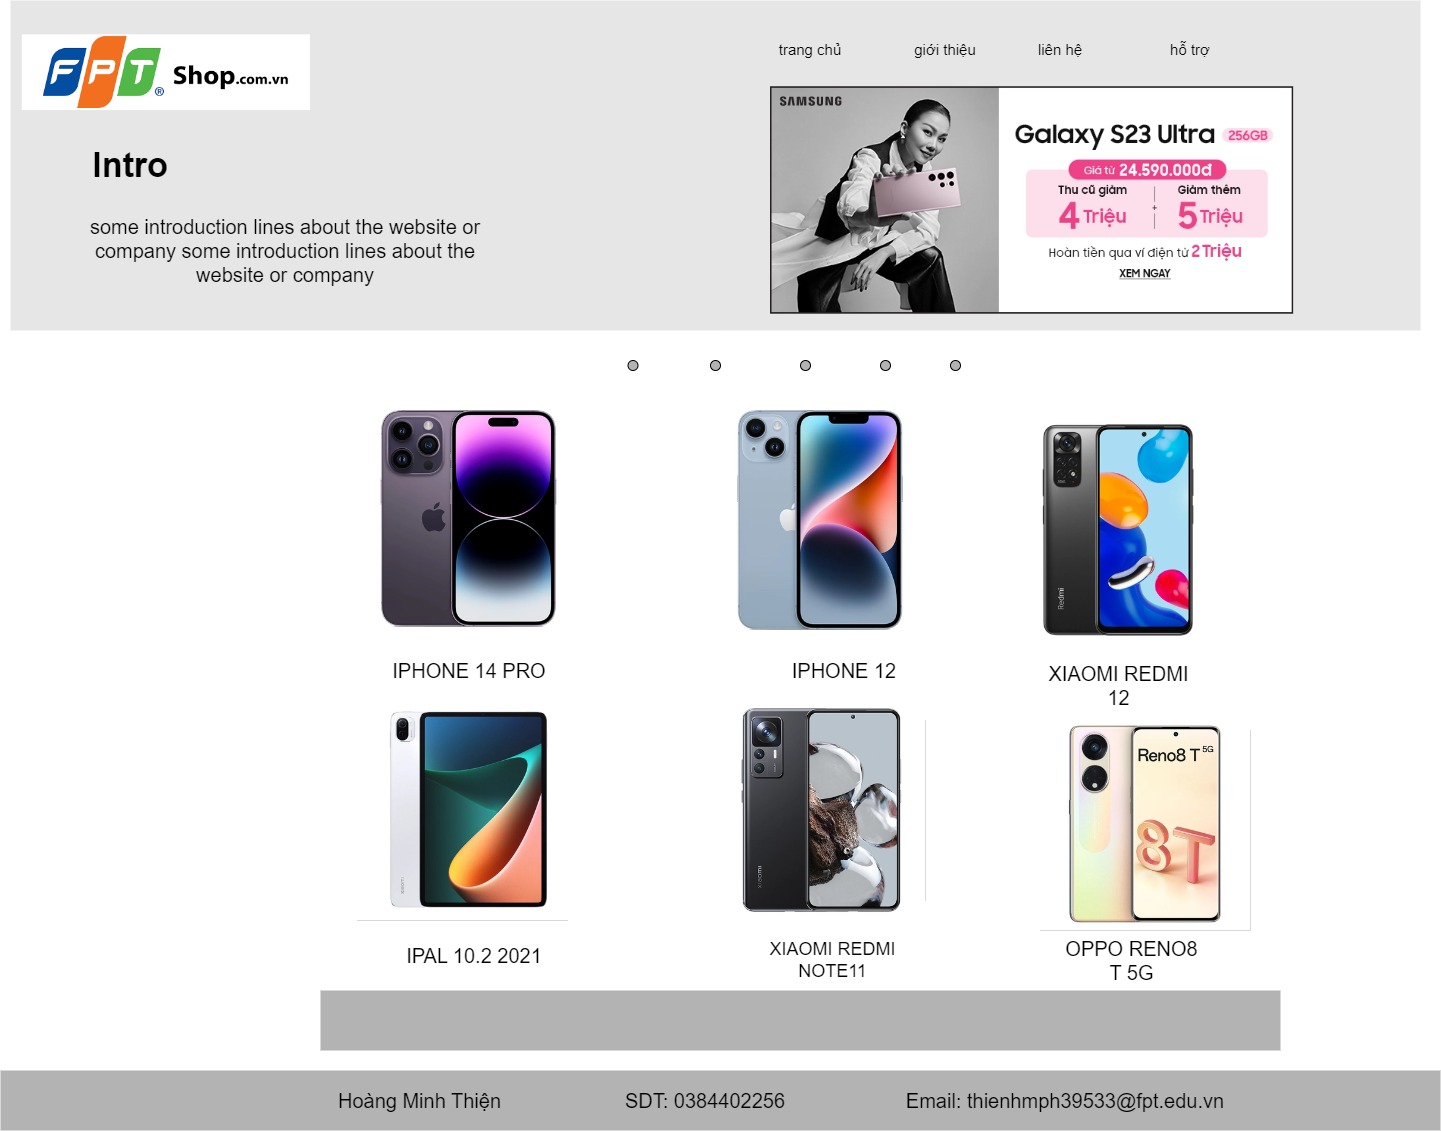 FPT® Shop.com.vn
trang chủ
giới thiệu
liên hệ
hỗ trợ
Intro
some introduction lines about the website or
company some introduction lines about the
website or company
SAMSUNG
Galaxy S23 Ultra 256GB
Giá từ 24.590.000đ
Thu cũ giảm
4 Triệu
+
Giảm thêm
5 Triệu
Hoàn tiền qua ví điện tử 2 Triệu
XEM NGAY
Redmi
IPHONE 14 PRO
IPHONE 12
XIAOMI REDMI
12
xiaomi
Reno8 T 5G
8T
IPAL 10.2 2021
XIAOMI REDMI
NOTE11
OPPO RENO8
T 5G
Hoàng Minh Thiện
SDT: 0384402256
Email: thienhmph39533@fpt.edu.vn